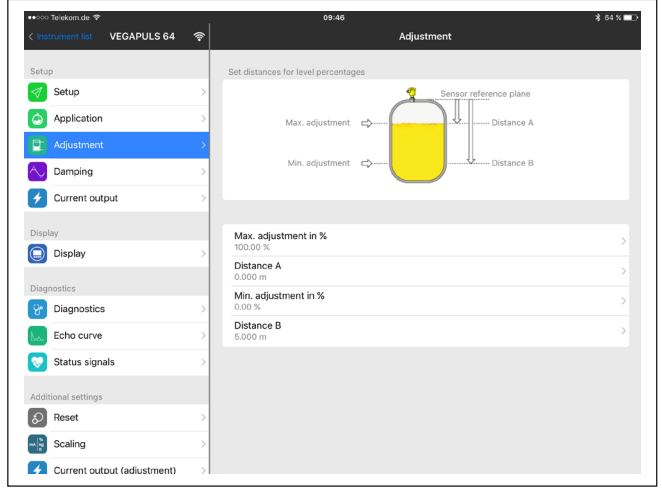 Telekom.de
09:46
64 %
Instrument list
VEGAPULS 64
Adjustment
Setup
Setup
Application
Adjustment
Damping
Current output
Display
Display
Diagnostics
Diagnostics
Echo curve
Status signals
Additional settings
Reset
Scaling
Current output (adjustment)
Set distances for level percentages
Sensor reference plane
Max. adjustment
Distance A
Min. adjustment
Distance B
Max. adjustment in %
100.00 %
Distance A
0.000 m
Min. adjustment in %
0.00 %
Distance B
5.000 m